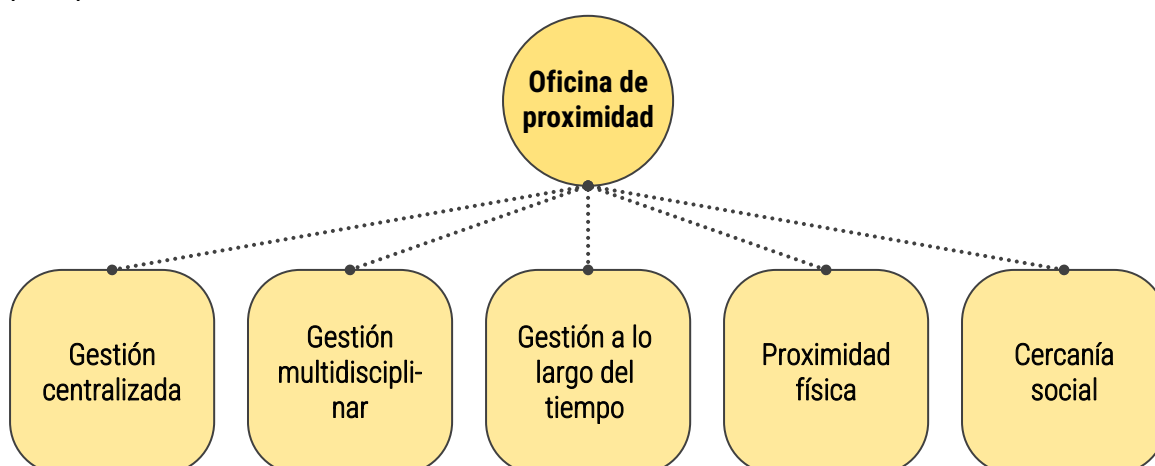 Oficina de
proximidad
Gestión
centralizada
Gestión
multidiscipli-
nar
Gestión a lo
largo del
tiempo
Proximidad
física
Cercanía
social